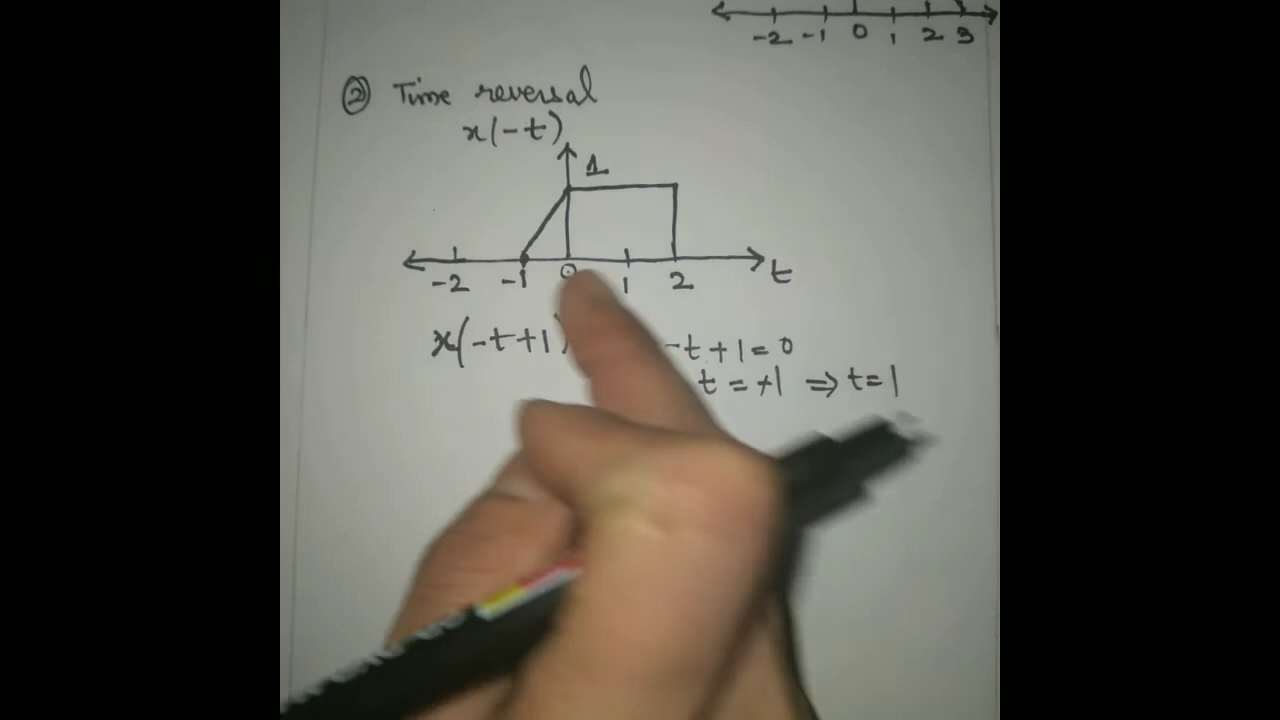 -2 -1 0 1 2 3
② Time reversal
x(-t)
1
-2 -1 0 1 2 t
x(-t+1) -t+1=0
t=+1 ⇒ t=1